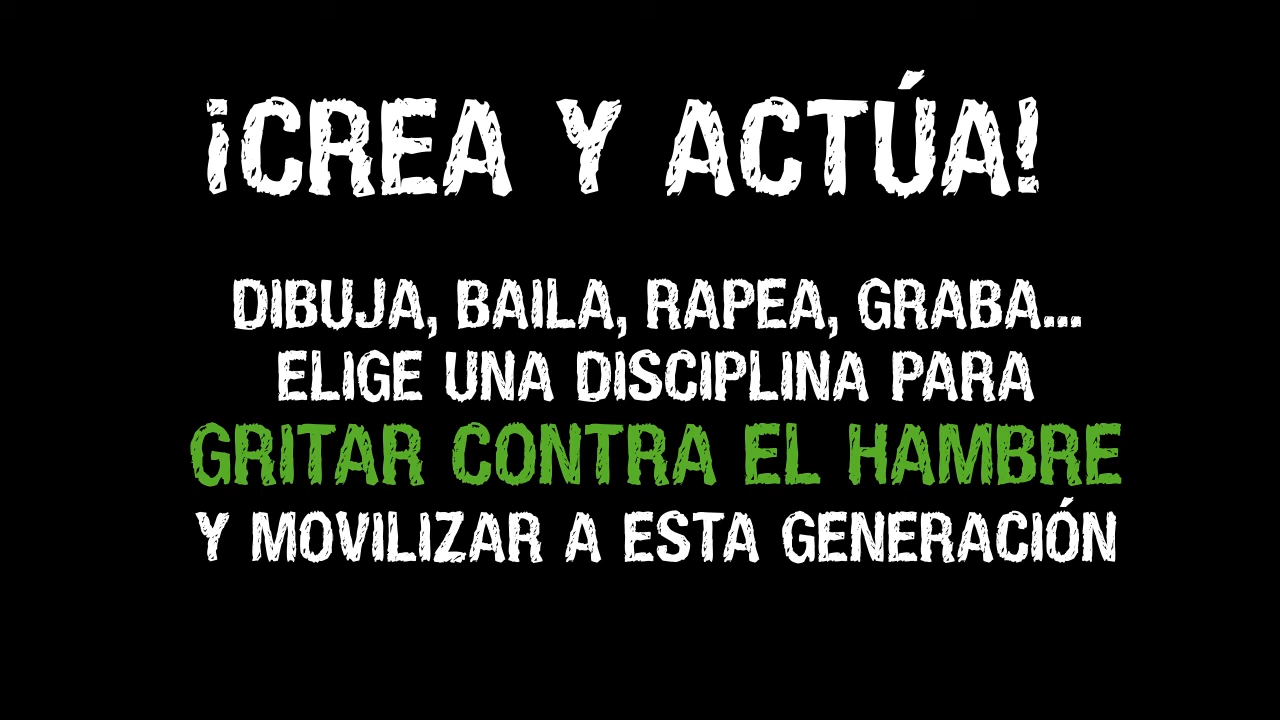 ¡CREA Y ACTÚA!
DIBUJA, BAILA, RAPEA, GRABA...
ELIGE UNA DISCIPLINA PARA
GRITAR CONTRA EL HAMBRE
Y MOVILIZAR A ESTA GENERACIÓN